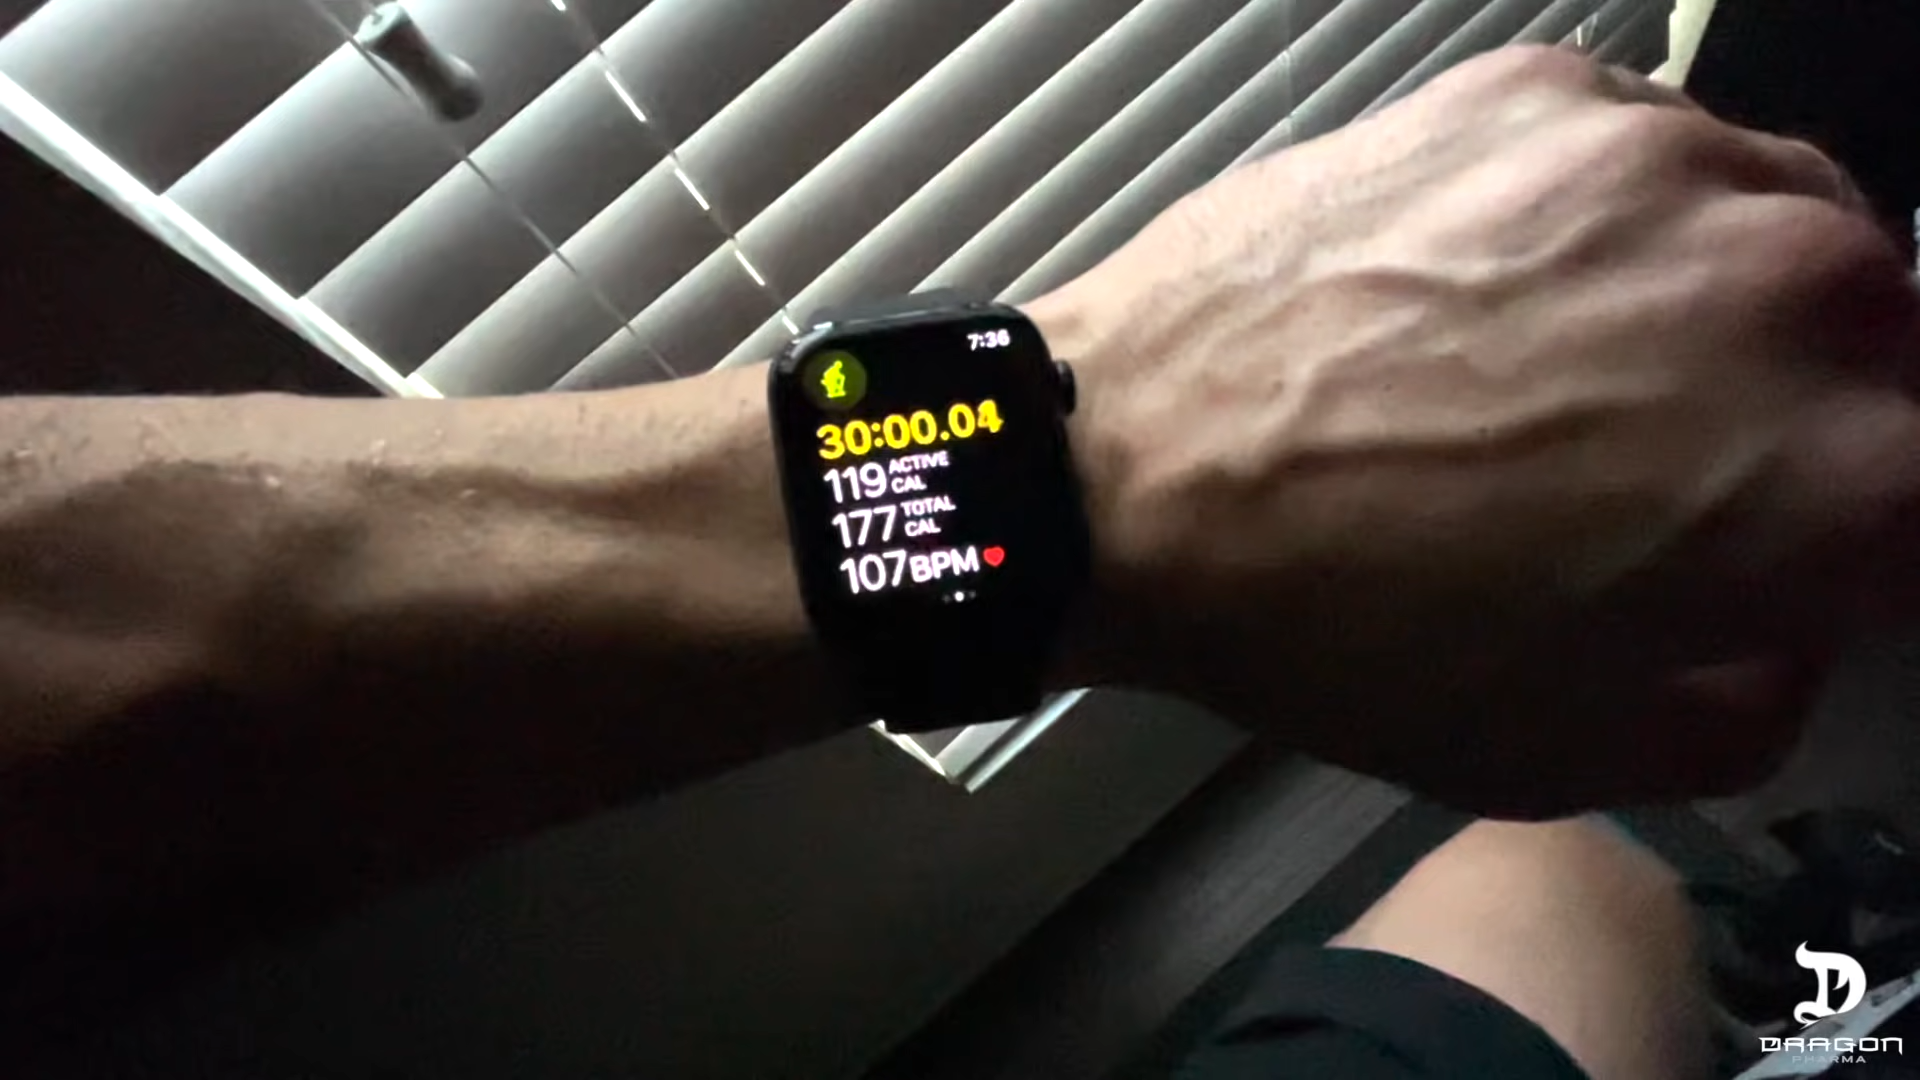 7:36
30:00.04
119 ACTIVE CAL
177 TOTAL CAL
107 BPM
DRAGON
PHARMA